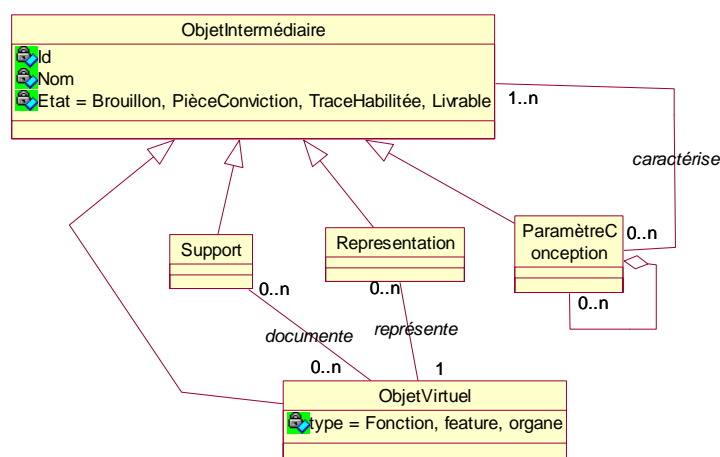 ObjetIntermédiaire
Id
Nom
Etat = Brouillon, PièceConviction, TraceHabilitée, Livrable
1..n
caractérise
Support
Representation
ParamètreC
onception
0..n
0..n
0..n
0..n
documente
représente
0..n
1
ObjetVirtuel
type = Fonction, feature, organe